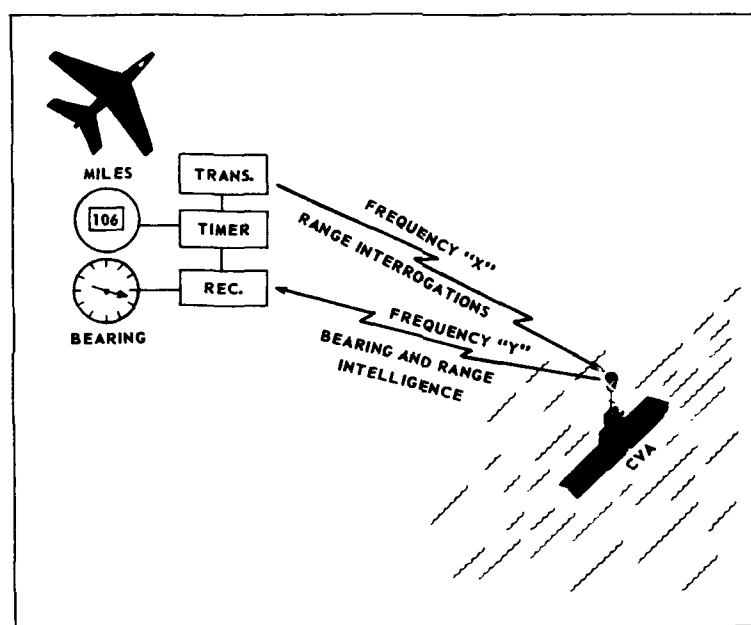 MILES
106
TRANS.
TIMER
REC.
BEARING
FREQUENCY "X"
RANGE INTERROGATIONS
FREQUENCY "Y"
BEARING AND RANGE
INTELLIGENCE
CVA